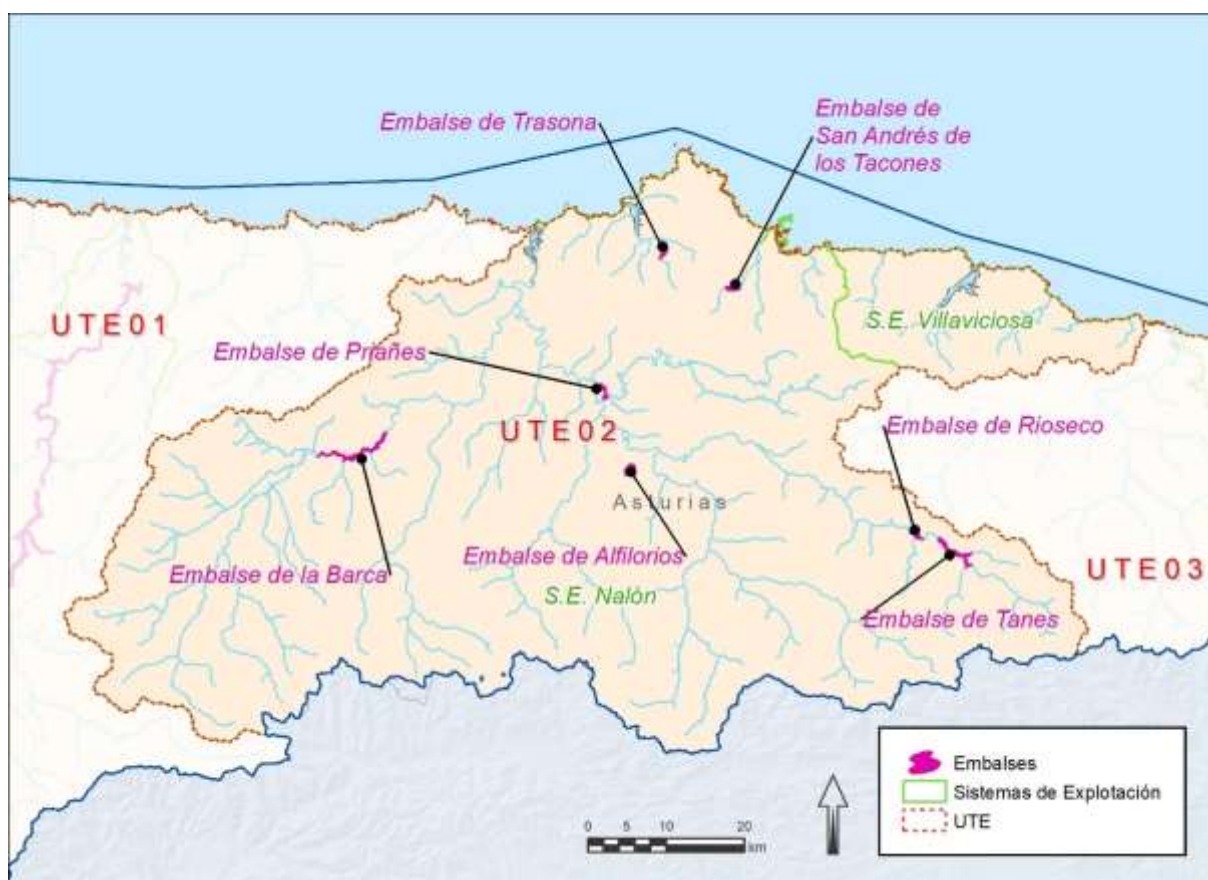 Embalse de Trasona
Embalse de
San Andrés de
los Tacones
UTE01
S.E. Villaviciosa
Embalse de Priañes
UTE02
Embalse de Rioseco
Asturias
Embalse de Alfilorios
Embalse de la Barca
S.E. Nalón
UTE03
Embalse de Tanes
Embalses
Sistemas de Explotación
UTE
0 5 10 20
km